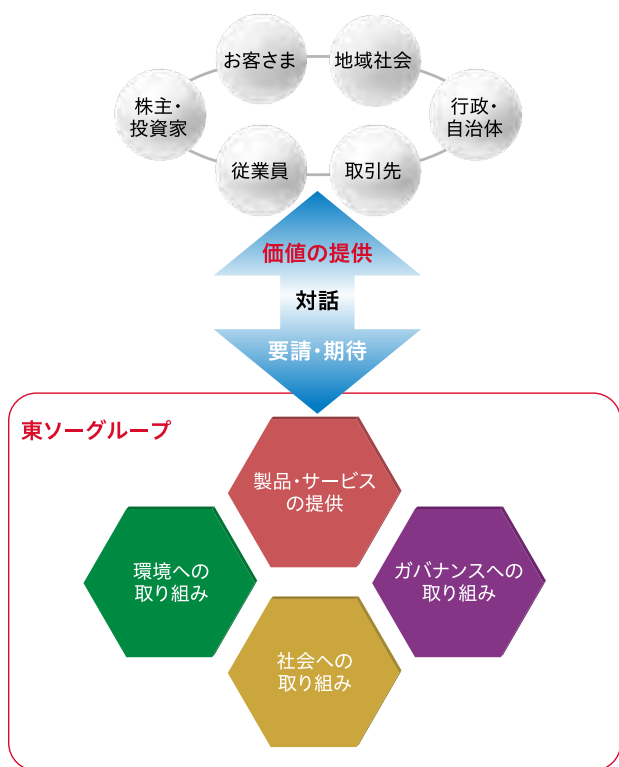 お客さま
地域社会
株主・
投資家
行政・
自治体
従業員
取引先
価値の提供
対話
要請・期待
東ソーグループ
製品・サービス
の提供
環境への
取り組み
ガバナンスへの
取り組み
社会への
取り組み